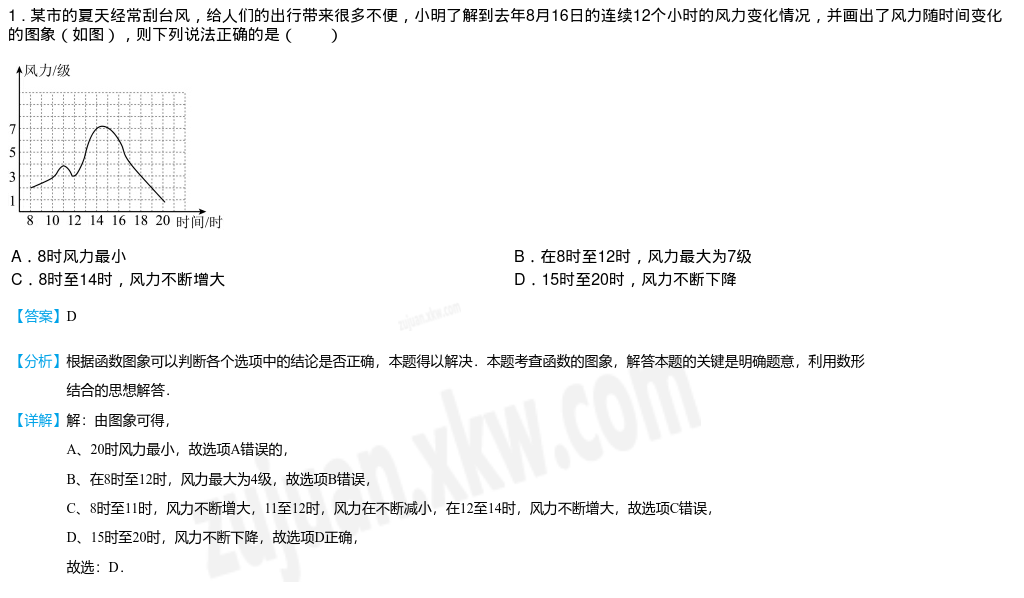 1．某市的夏天经常刮台风，给人们的出行带来很多不便，小明了解到去年8月16日的连续12个小时的风力变化情况，并画出了风力随时间变化
的图象（如图），则下列说法正确的是（　　）
风力/级
7
5
3
1
8 10 12 14 16 18 20 时间/时
A．8时风力最小
B．在8时至12时，风力最大为7级
C．8时至14时，风力不断增大
D．15时至20时，风力不断下降
【答案】D
zujuan.xkw.com
【分析】根据函数图象可以判断各个选项中的结论是否正确，本题得以解决．本题考查函数的图象，解答本题的关键是明确题意，利用数形
结合的思想解答．
【详解】解：由图象可得，
A、20时风力最小，故选项A错误的，
B、在8时至12时，风力最大为4级，故选项B错误，
C、8时至11时，风力不断增大，11至12时，风力在不断减小，在12至14时，风力不断增大，故选项C错误，
D、15时至20时，风力不断下降，故选项D正确，
故选：D．
zujuan.xkw.com